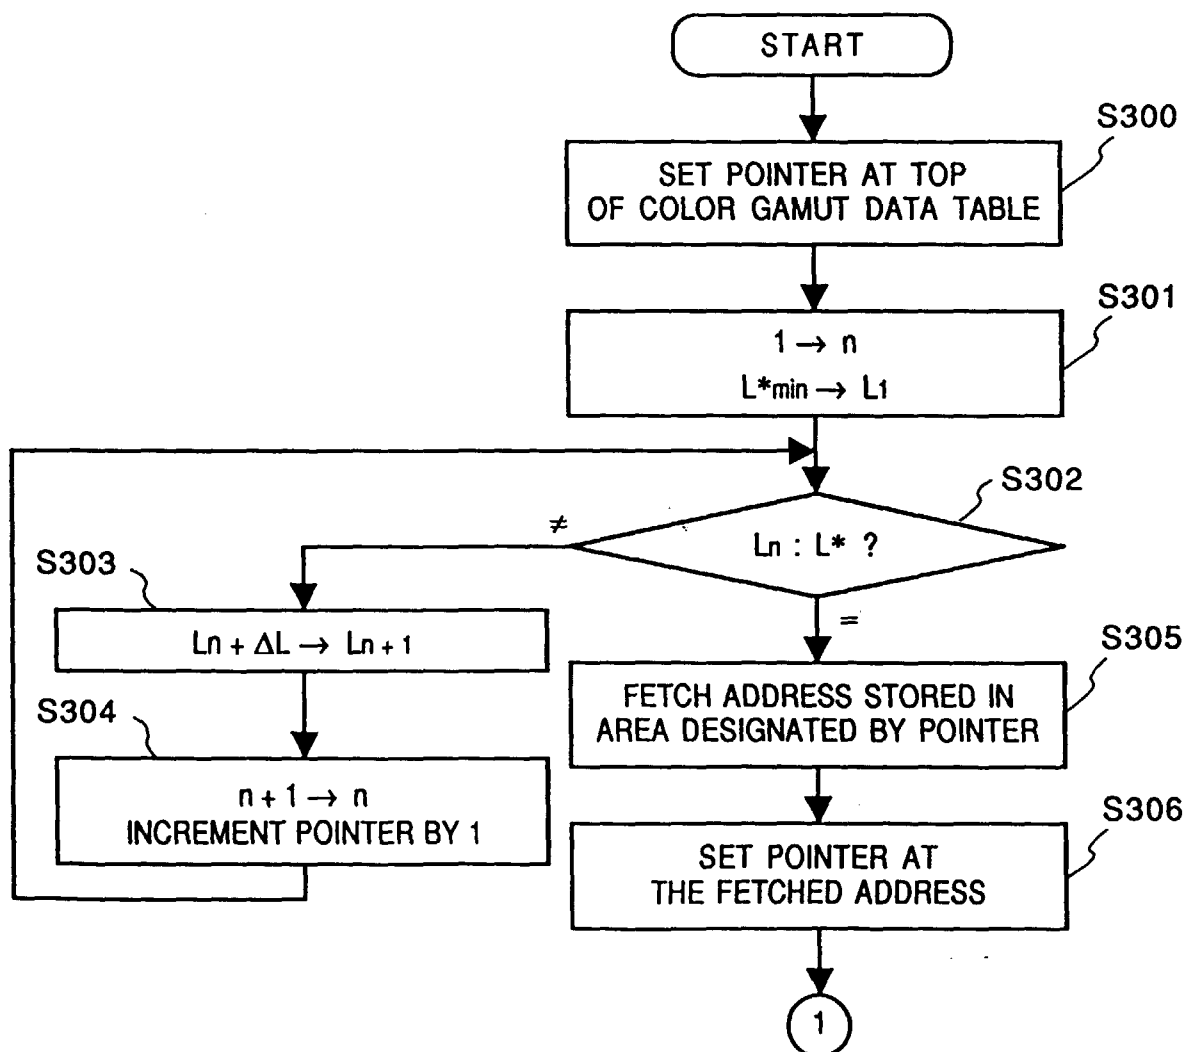 START
S300
SET POINTER AT TOP
OF COLOR GAMUT DATA TABLE
S301
1 → n
L*min → L1
S302
Ln : L* ?
≠
=
S303
Ln + ΔL → Ln + 1
S304
n + 1 → n
INCREMENT POINTER BY 1
S305
FETCH ADDRESS STORED IN
AREA DESIGNATED BY POINTER
S306
SET POINTER AT
THE FETCHED ADDRESS
1